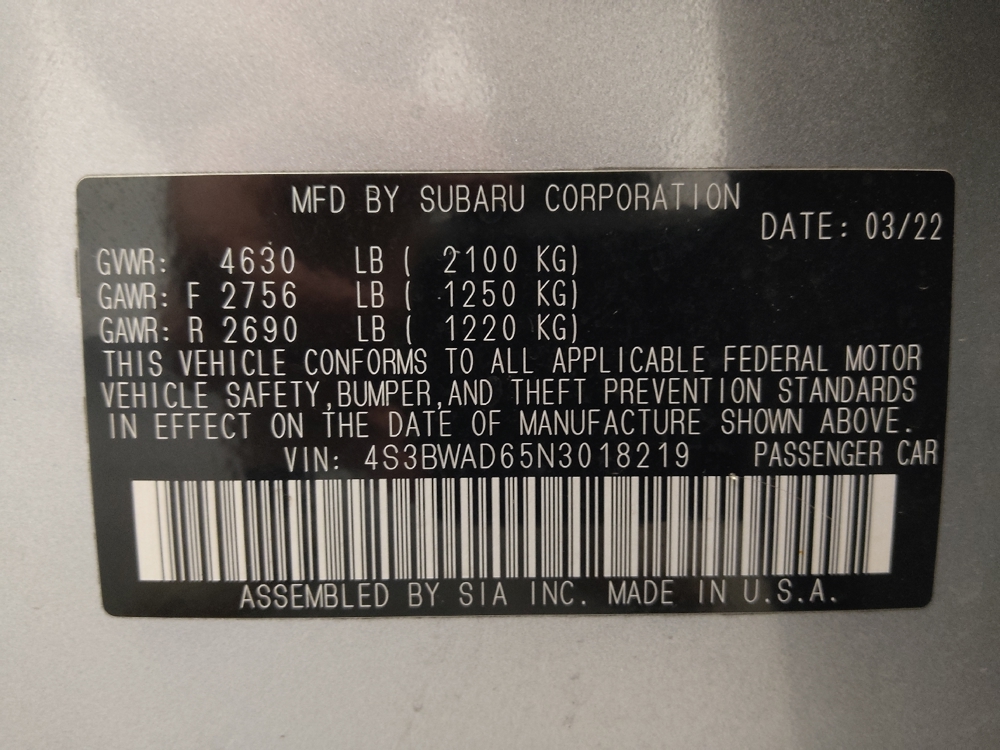 MFD BY SUBARU CORPORATION
DATE: 03/22
GVWR: 4630 LB ( 2100 KG)
GAWR: F 2756 LB ( 1250 KG)
GAWR: R 2690 LB ( 1220 KG)
THIS VEHICLE CONFORMS TO ALL APPLICABLE FEDERAL MOTOR
VEHICLE SAFETY,BUMPER,AND THEFT PREVENTION STANDARDS
IN EFFECT ON THE DATE OF MANUFACTURE SHOWN ABOVE.
VIN: 4S3BWAD65N3018219 PASSENGER CAR
ASSEMBLED BY SIA INC. MADE IN U.S.A.